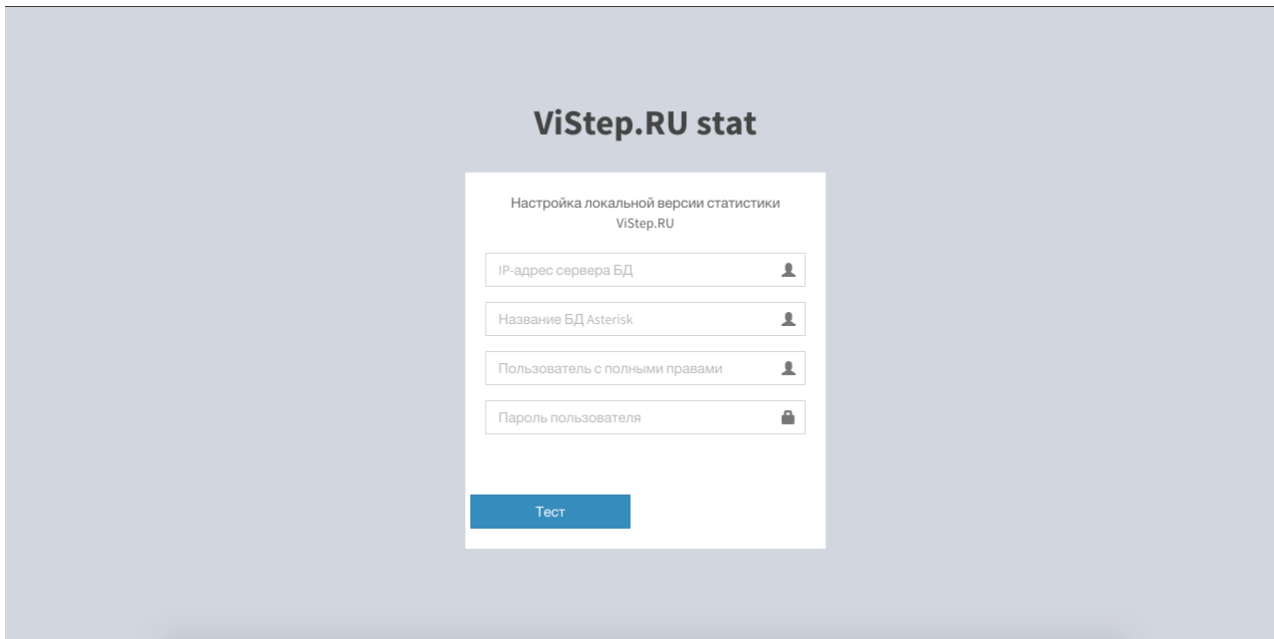 ViStep.RU stat
Настройка локальной версии статистики
ViStep.RU
IP-адрес сервера БД
Название БД Asterisk
Пользователь с полными правами
Пароль пользователя
Тест